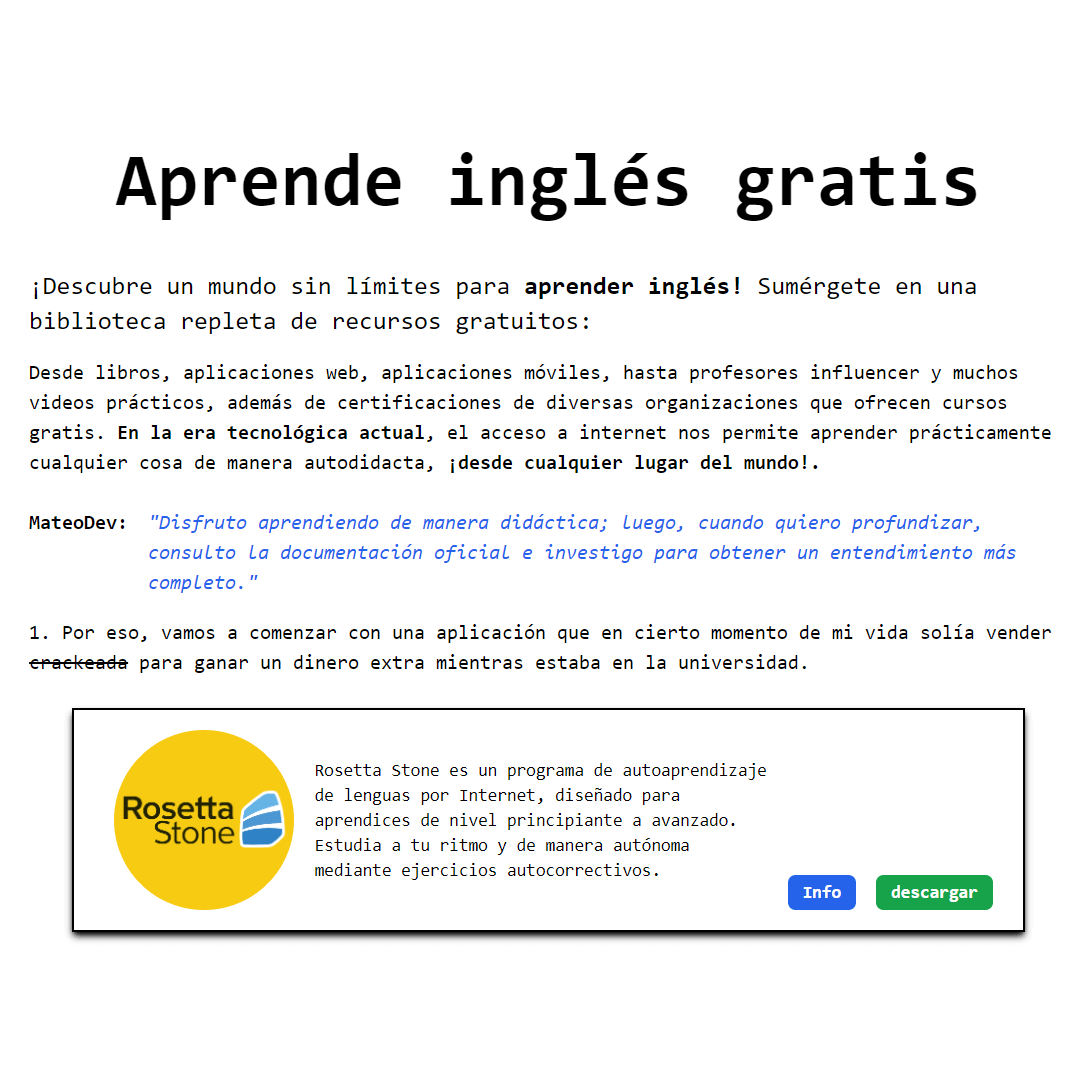 Aprende inglés gratis
¡Descubre un mundo sin límites para aprender inglés! Sumérgete en una
biblioteca repleta de recursos gratuitos:
Desde libros, aplicaciones web, aplicaciones móviles, hasta profesores influencer y muchos
videos prácticos, además de certificaciones de diversas organizaciones que ofrecen cursos
gratis. En la era tecnológica actual, el acceso a internet nos permite aprender prácticamente
cualquier cosa de manera autodidacta, ¡desde cualquier lugar del mundo!.
MateoDev: "Disfruto aprendiendo de manera didáctica; luego, cuando quiero profundizar,
consulto la documentación oficial e investigo para obtener un entendimiento más
completo."
1. Por eso, vamos a comenzar con una aplicación que en cierto momento de mi vida solía vender
crackeada para ganar un dinero extra mientras estaba en la universidad.
Rosetta
Stone
Rosetta Stone es un programa de autoaprendizaje
de lenguas por Internet, diseñado para
aprendices de nivel principiante a avanzado.
Estudia a tu ritmo y de manera autónoma
mediante ejercicios autocorrectivos.
Info descargar